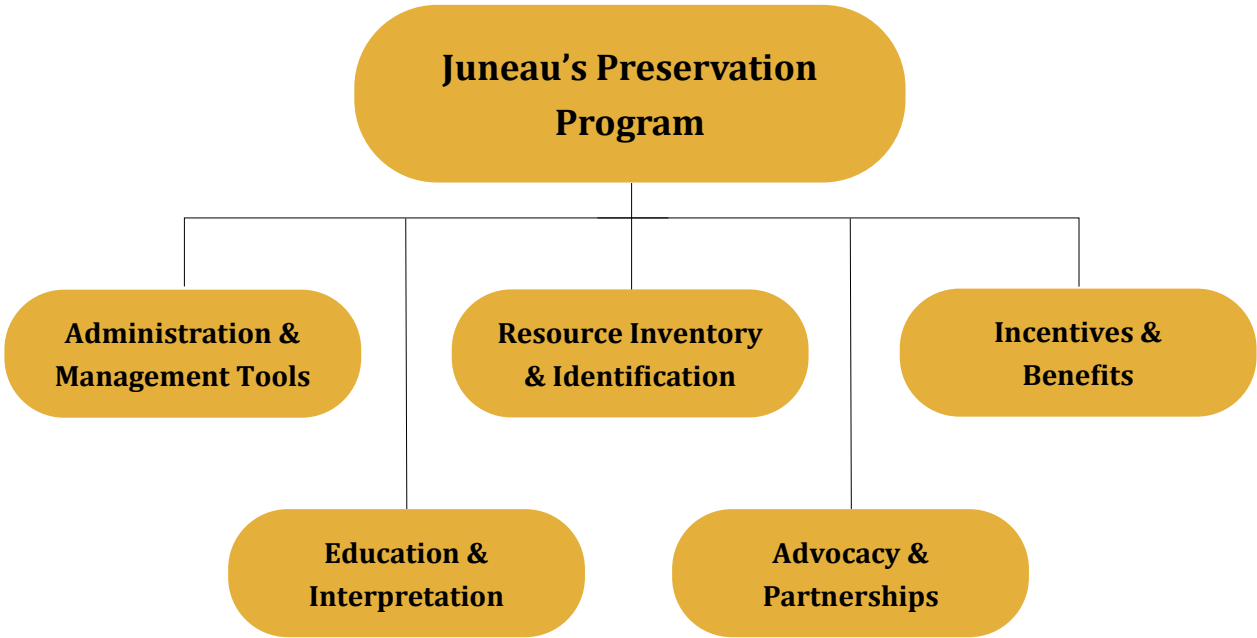 Juneau’s Preservation
Program
Administration &
Management Tools
Resource Inventory
& Identification
Incentives &
Benefits
Education &
Interpretation
Advocacy &
Partnerships